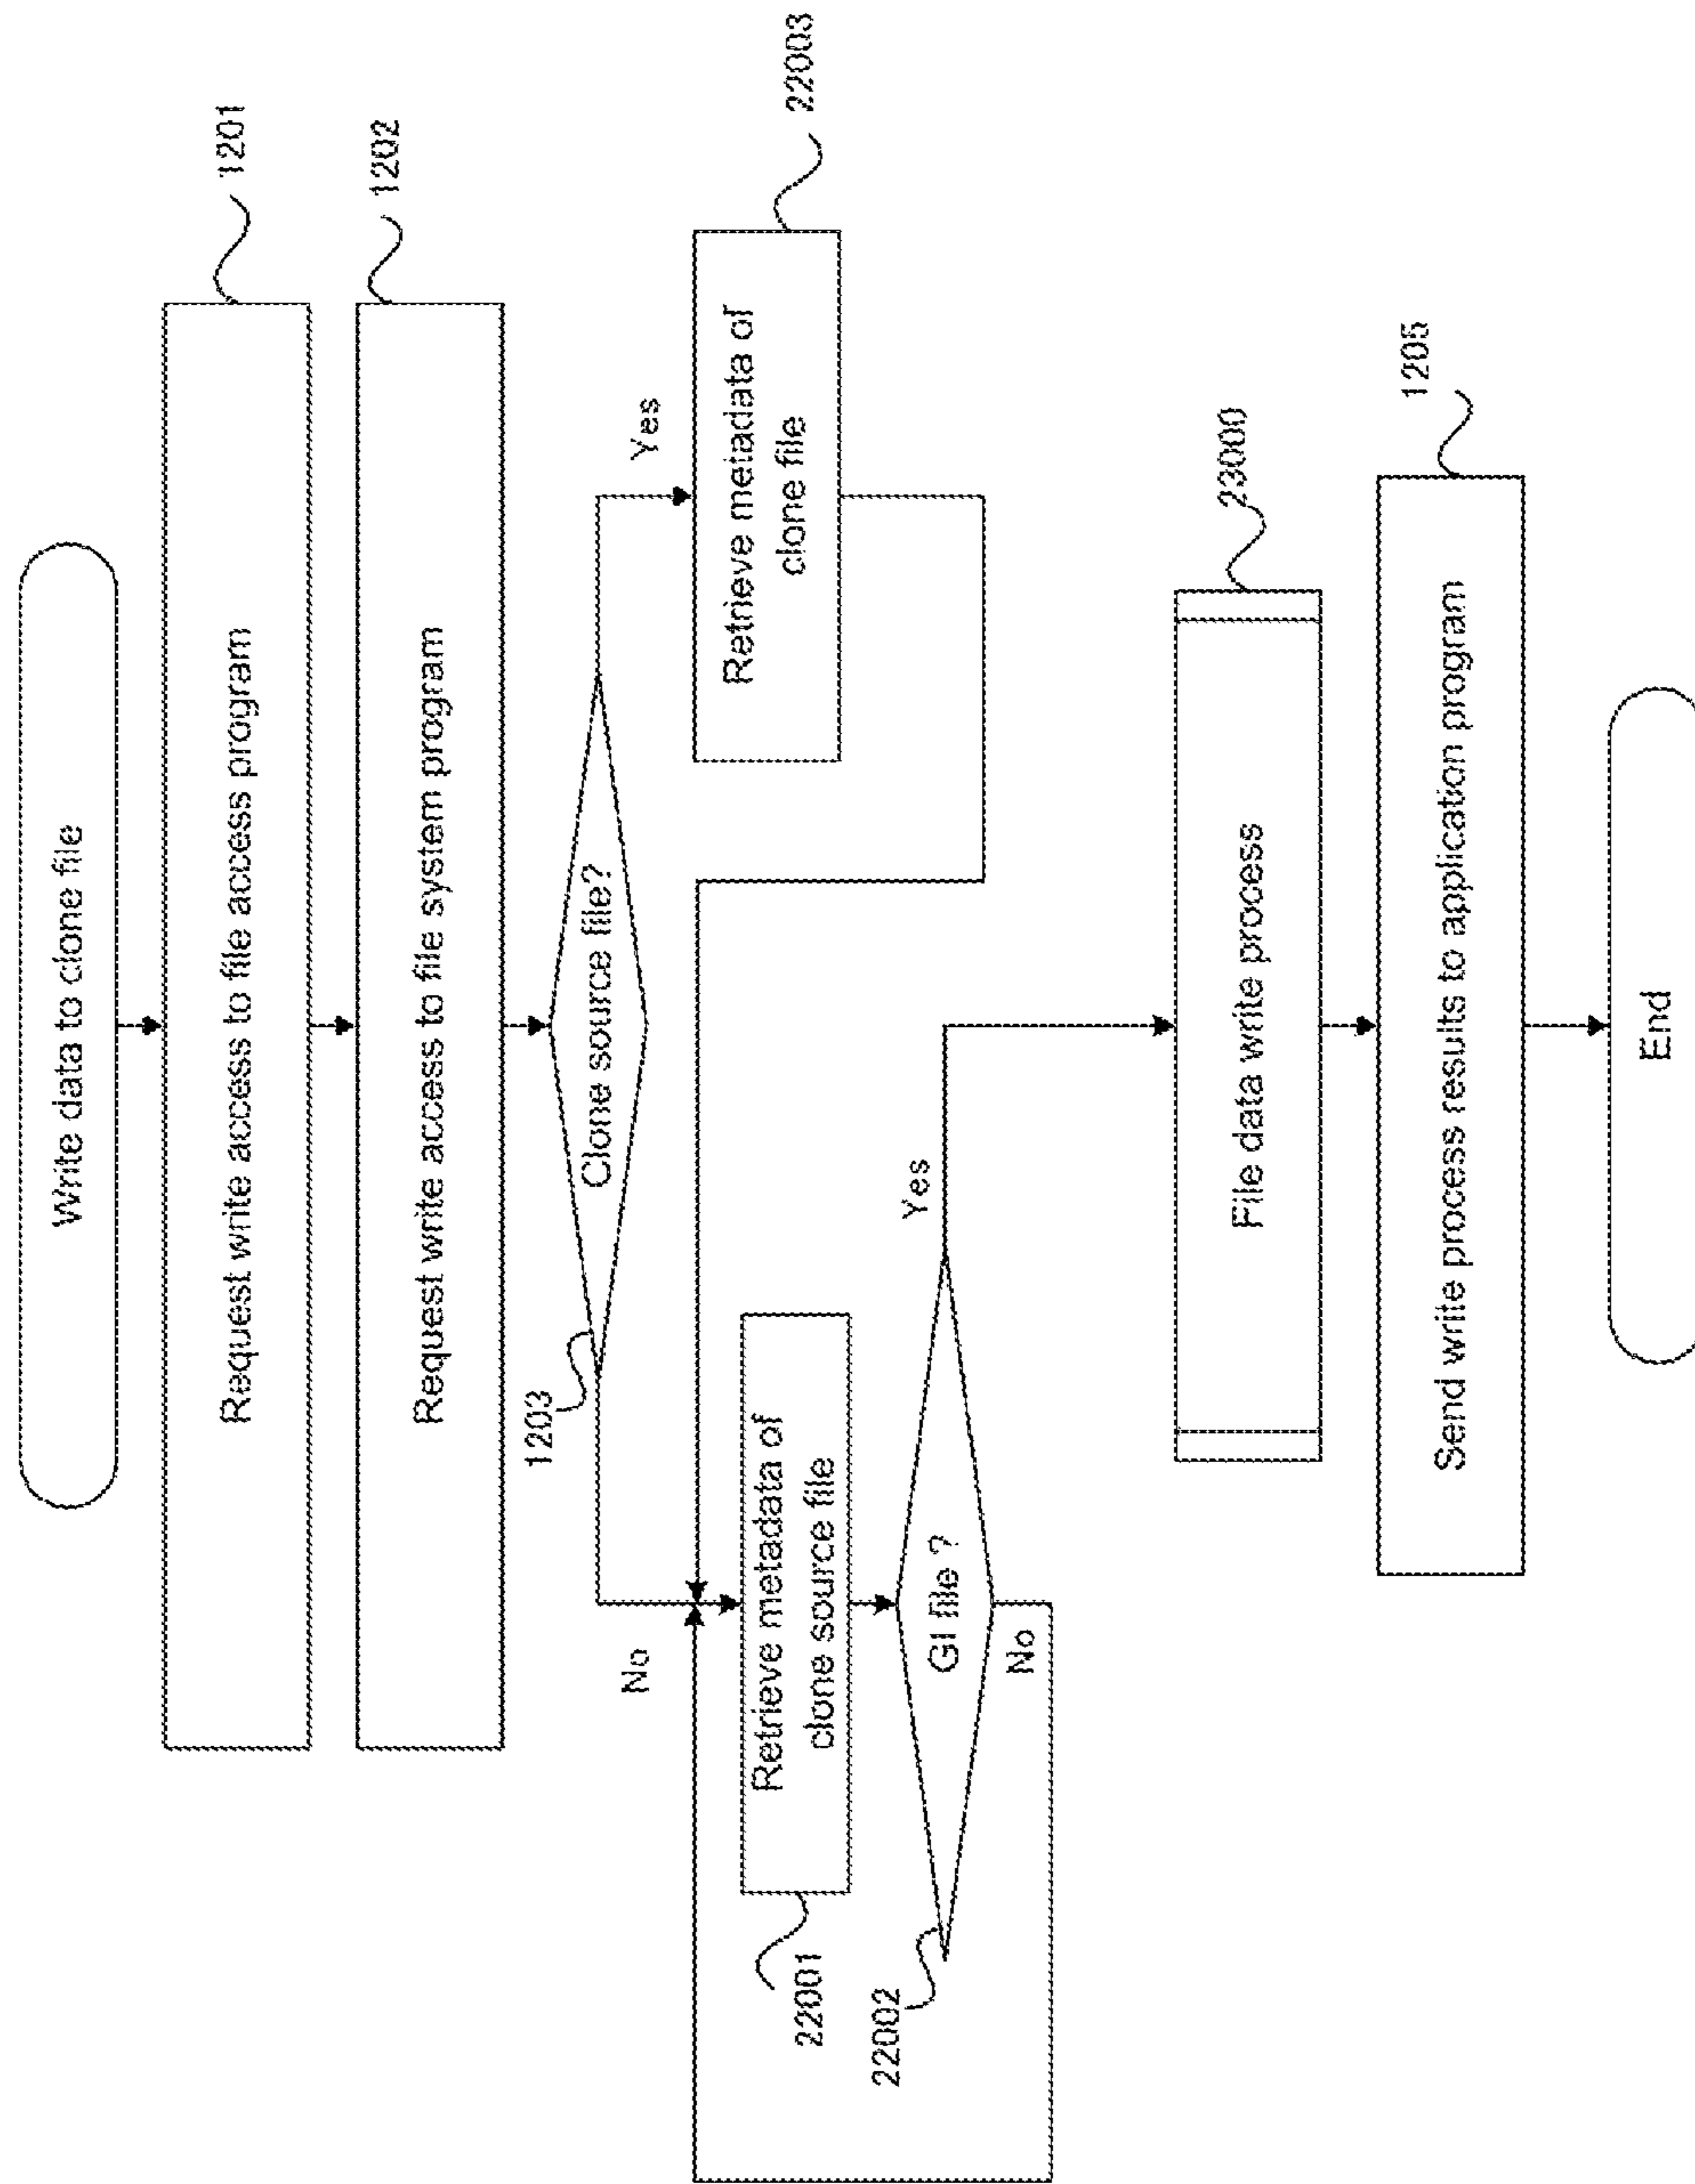 Write data to clone file
Request write access to file access program
1201
Request write access to file system program
1202
Clone source file?
1203
Yes
No
Retrieve metadata of
clone file
22003
Retrieve metadata of
clone source file
22001
GI file ?
22002
Yes
No
File data write process
23000
Send write process results to application program
1205
End